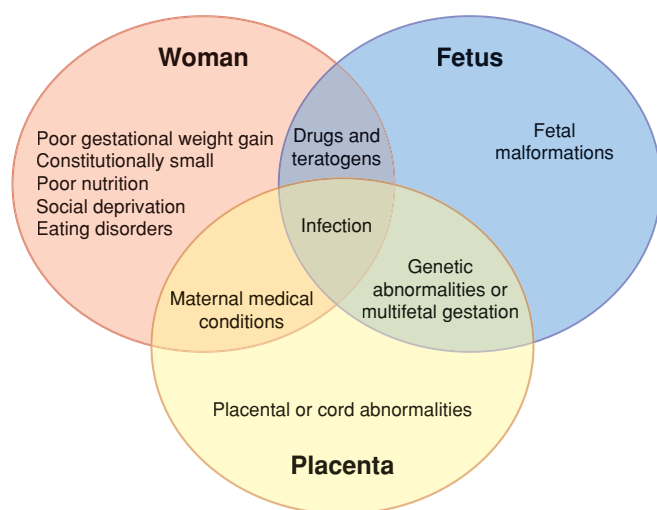 Woman
Fetus
Poor gestational weight gain
Constitutionally small
Poor nutrition
Social deprivation
Eating disorders
Drugs and
teratogens
Fetal
malformations
Infection
Maternal medical
conditions
Genetic
abnormalities or
multifetal gestation
Placental or cord abnormalities
Placenta